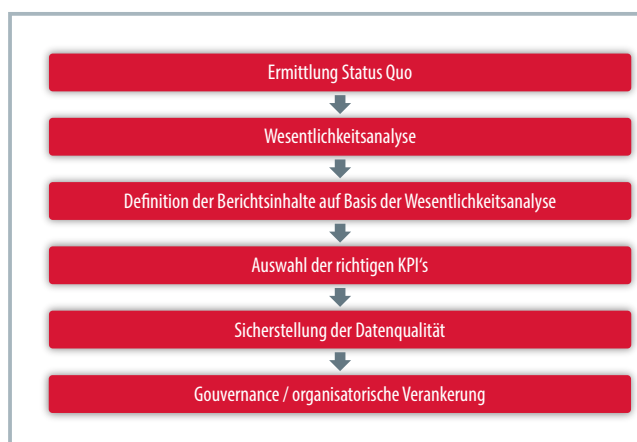 Ermittlung Status Quo
Wesentlichkeitsanalyse
Definition der Berichtsinhalte auf Basis der Wesentlichkeitsanalyse
Auswahl der richtigen KPI‘s
Sicherstellung der Datenqualität
Gouvernance / organisatorische Verankerung